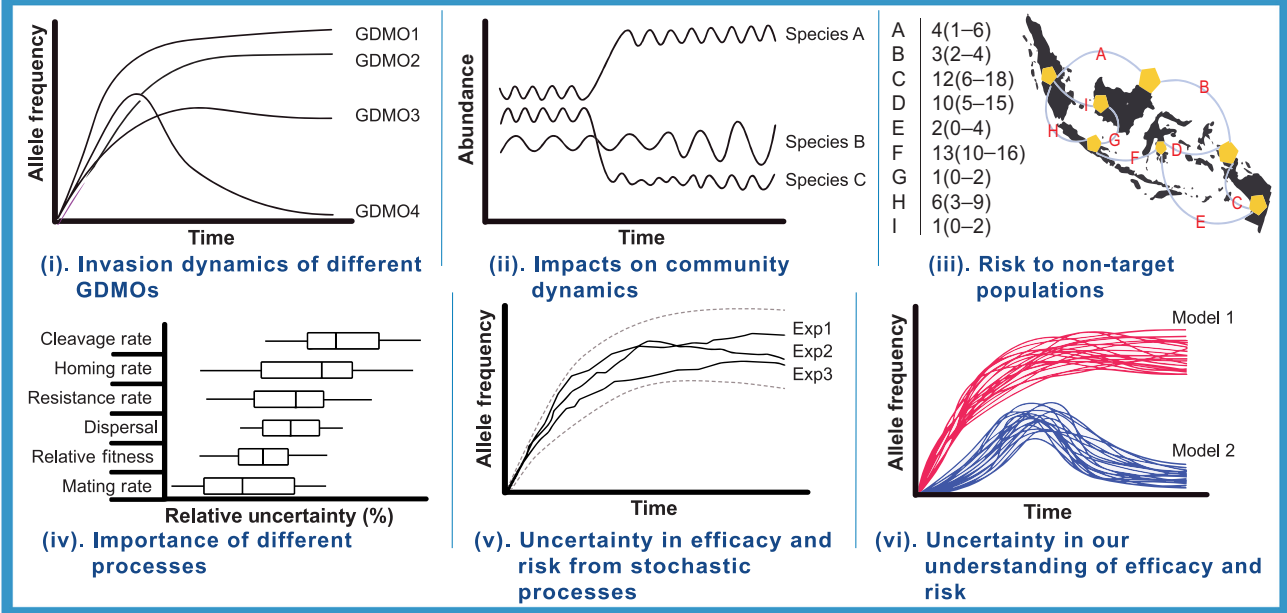 Allele frequency
GDMO1
GDMO2
GDMO3
GDMO4
Time
(i). Invasion dynamics of different
GDMOs
Abundance
Species A
Species B
Species C
Time
(ii). Impacts on community
dynamics
A 4(1–6)
B 3(2–4)
C 12(6–18)
D 10(5–15)
E 2(0–4)
F 13(10–16)
G 1(0–2)
H 6(3–9)
I 1(0–2)
A
B
I
H
G
F
D
C
E
(iii). Risk to non-target
populations
Cleavage rate
Homing rate
Resistance rate
Dispersal
Relative fitness
Mating rate
Relative uncertainty (%)
(iv). Importance of different
processes
Allele frequency
Exp1
Exp2
Exp3
Time
(v). Uncertainty in efficacy and
risk from stochastic
processes
Allele frequency
Model 1
Model 2
Time
(vi). Uncertainty in our
understanding of efficacy and
risk